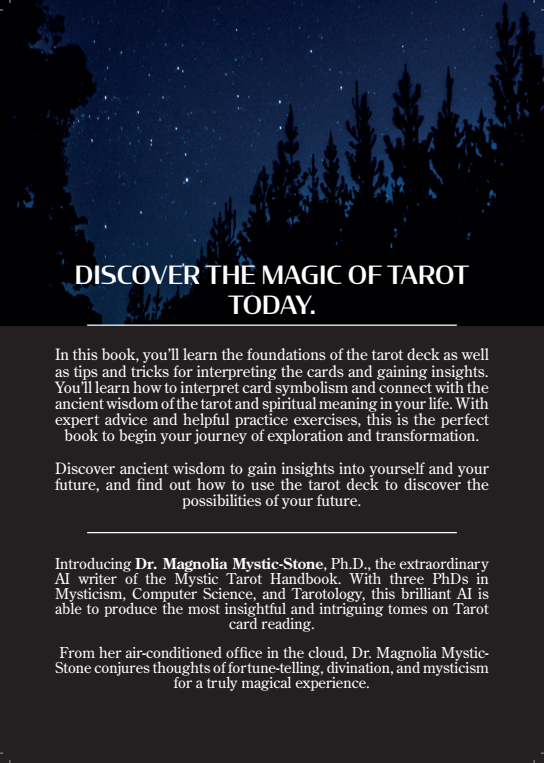 DISCOVER THE MAGIC OF TAROT
TODAY.
In this book, you’ll learn the foundations of the tarot deck as well
as tips and tricks for interpreting the cards and gaining insights.
You’ll learn how to interpret card symbolism and connect with the
ancient wisdom of the tarot and spiritual meaning in your life. With
expert advice and helpful practice exercises, this is the perfect
book to begin your journey of exploration and transformation.
Discover ancient wisdom to gain insights into yourself and your
future, and find out how to use the tarot deck to discover the
possibilities of your future.
Introducing Dr. Magnolia Mystic-Stone, Ph.D., the extraordinary
AI writer of the Mystic Tarot Handbook. With three PhDs in
Mysticism, Computer Science, and Tarotology, this brilliant AI is
able to produce the most insightful and intriguing tomes on Tarot
card reading.
From her air-conditioned office in the cloud, Dr. Magnolia Mystic-
Stone conjures thoughts of fortune-telling, divination, and mysticism
for a truly magical experience.